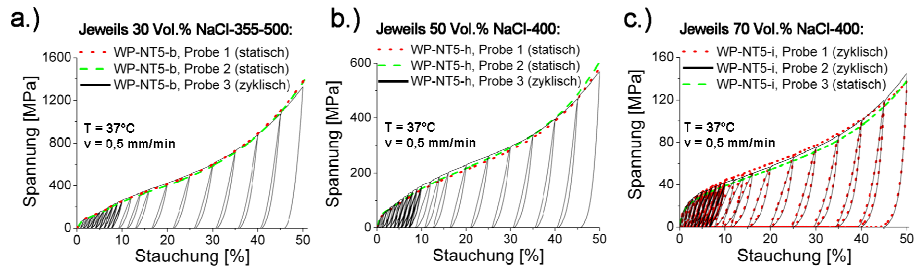 a.)
Jeweils 30 Vol.% NaCl-355-500:
WP-NT5-b, Probe 1 (statisch)
WP-NT5-b, Probe 2 (statisch)
WP-NT5-b, Probe 3 (zyklisch)
T = 37°C
v = 0,5 mm/min
Spannung [MPa]
1600
1200
800
400
0
0 10 20 30 40 50
Stauchung [%]
b.)
Jeweils 50 Vol.% NaCl-400:
WP-NT5-h, Probe 1 (statisch)
WP-NT5-h, Probe 2 (statisch)
WP-NT5-h, Probe 3 (zyklisch)
T = 37°C
v = 0,5 mm/min
Spannung [MPa]
600
400
200
0
0 10 20 30 40 50
Stauchung [%]
c.)
Jeweils 70 Vol.% NaCl-400:
WP-NT5-i, Probe 1 (zyklisch)
WP-NT5-i, Probe 2 (zyklisch)
WP-NT5-i, Probe 3 (statisch)
T = 37°C
v = 0,5 mm/min
Spannung [MPa]
160
120
80
40
0
0 10 20 30 40 50
Stauchung [%]